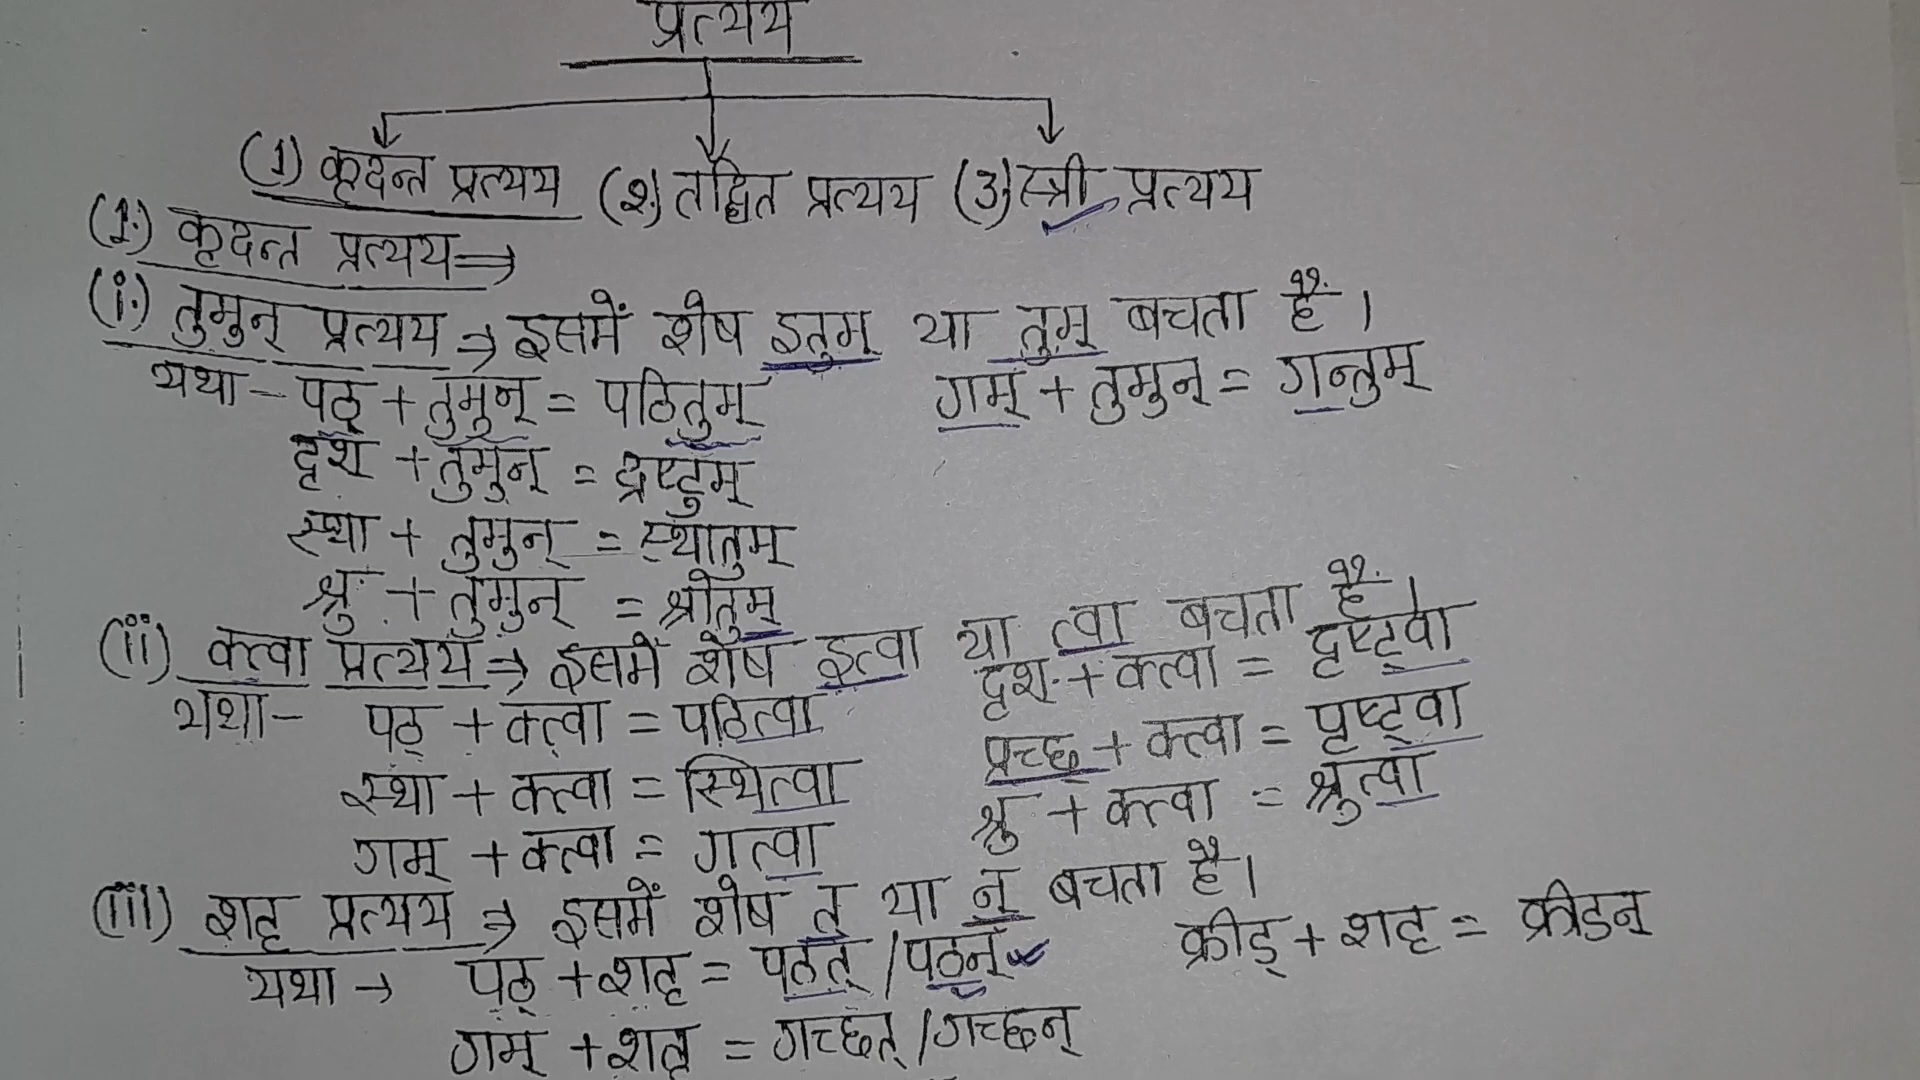 प्रत्यय
(1) कृदन्त प्रत्यय (2.) तद्धित प्रत्यय (3.) स्त्री प्रत्यय
(1.) कृदन्त प्रत्यय ⇒
(i.) तुमुन् प्रत्यय ⇒ इसमें शेष इतुम् या तुम् बचता है।
यथा - पठ् + तुमुन् = पठितुम् गम् + तुमुन् = गन्तुम्
दृश् + तुमुन् = द्रष्टुम्
स्था + तुमुन् = स्थातुम्
श्रु + तुमुन् = श्रोतुम्
(ii) क्त्वा प्रत्यय ⇒ इसमें शेष इत्वा या त्वा बचता है।
यथा - पठ् + क्त्वा = पठित्वा दृश् + क्त्वा = दृष्ट्वा
स्था + क्त्वा = स्थित्वा प्रच्छ् + क्त्वा = पृष्ट्वा
गम् + क्त्वा = गत्वा श्रु + क्त्वा = श्रुत्वा
(iii) शतृ प्रत्यय ⇒ इसमें शेष त् या न् बचता है।
यथा → पठ् + शतृ = पठत् / पठन् क्रीड् + शतृ = क्रीडन्
गम् + शतृ = गच्छत् / गच्छन्